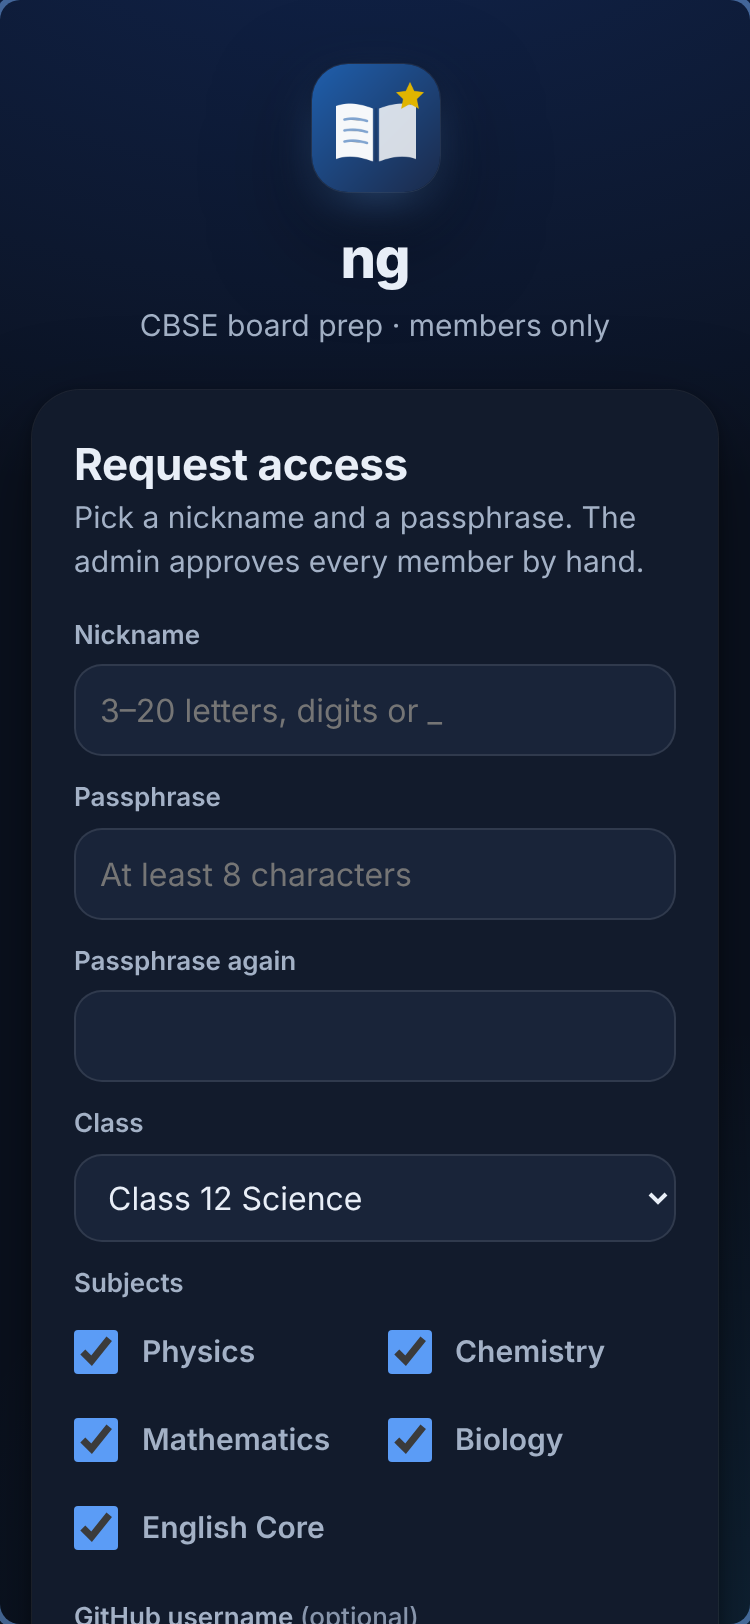 ng
CBSE board prep · members only
Request access
Pick a nickname and a passphrase. The
admin approves every member by hand.
Nickname
3–20 letters, digits or _
Passphrase
At least 8 characters
Passphrase again
Class
Class 12 Science
Subjects
Physics
Chemistry
Mathematics
Biology
English Core
GitHub username (optional)